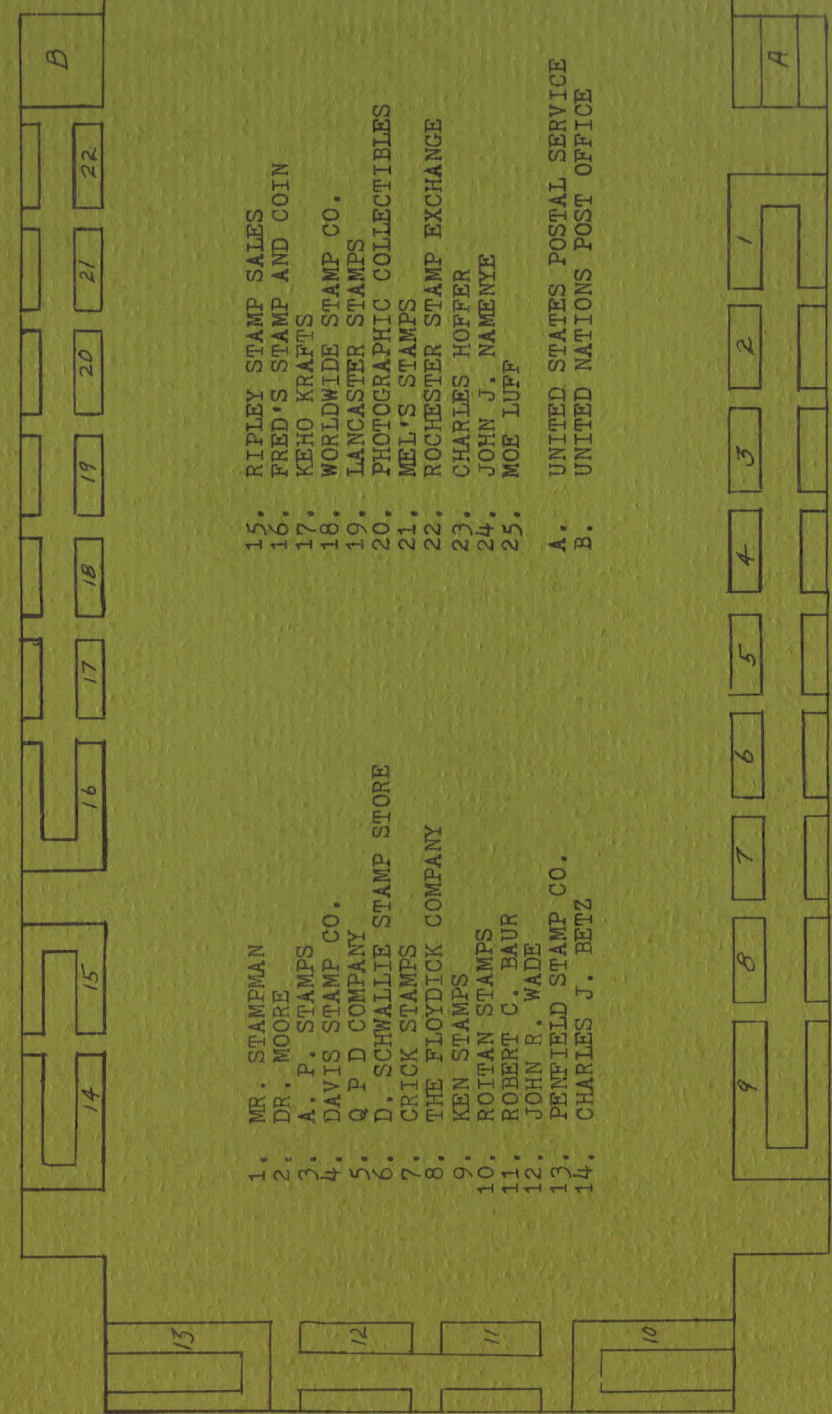 1. MR. STAMPMAN
2. DR. MOORE
3. A. P. STAMPS
4. DAVIS STAMP CO.
5. Q P D COMPANY
6. D. SCHWALLIE STAMP STORE
7. CRICK STAMPS
8. THE FLOYDICK COMPANY
9. KEN STAMPS
10. ROITAN STAMPS
11. ROBERT C. BAUR
12. JOHN R. WADE
13. PENFIELD STAMP CO.
14. CHARLES J. BETZ
15. RIPLEY STAMP SALES
16. FRED'S STAMP AND COIN
17. KEHO KRAFTS
18. WORLDWIDE STAMP CO.
19. LANCASTER STAMPS
20. PHOTOGRAPHIC COLLECTIBLES
21. MEL'S STAMPS
22. ROCHESTER STAMP EXCHANGE
23. CHARLES HOFFER
24. JOHN J. NAMENYE
25. MOE LUFF
A. UNITED STATES POSTAL SERVICE
B. UNITED NATIONS POST OFFICE
13
12
11
10
14
15
16
17
18
19
20
21
22
B
9
8
7
6
5
4
3
2
1
A